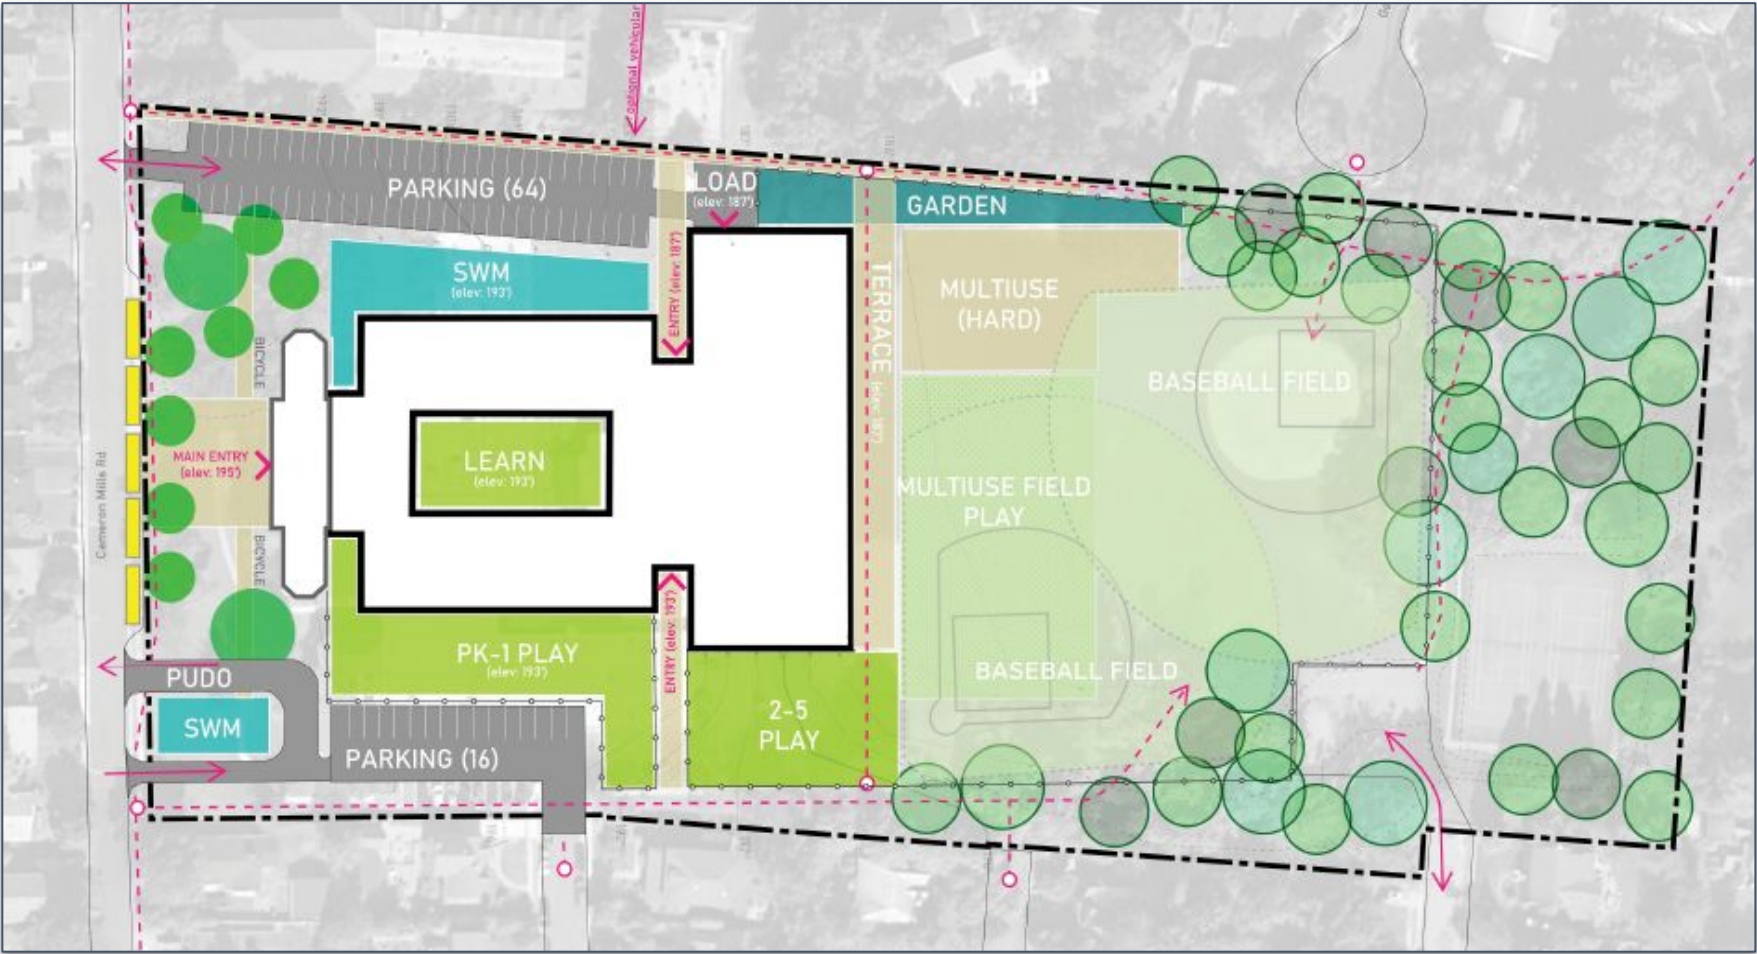 optional vehicular
PARKING (64)
LOAD
(elev: 187')
GARDEN
SWM
(elev: 193')
ENTRY (elev: 187')
TERRACE (elev: 187')
MULTIUSE
(HARD)
BASEBALL FIELD
BICYCLE
MAIN ENTRY
(elev: 195')
Cameron Mills Rd
LEARN
(elev: 193')
MULTIUSE FIELD
PLAY
BICYCLE
ENTRY (elev: 193')
PK-1 PLAY
(elev: 193')
BASEBALL FIELD
PUDO
SWM
2-5
PLAY
PARKING (16)